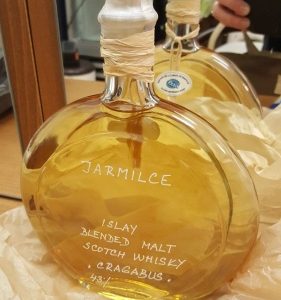 JARMILCE
ISLAY
BLENDED MALT
SCOTCH WHISKY
. CRAGABUS .
43%